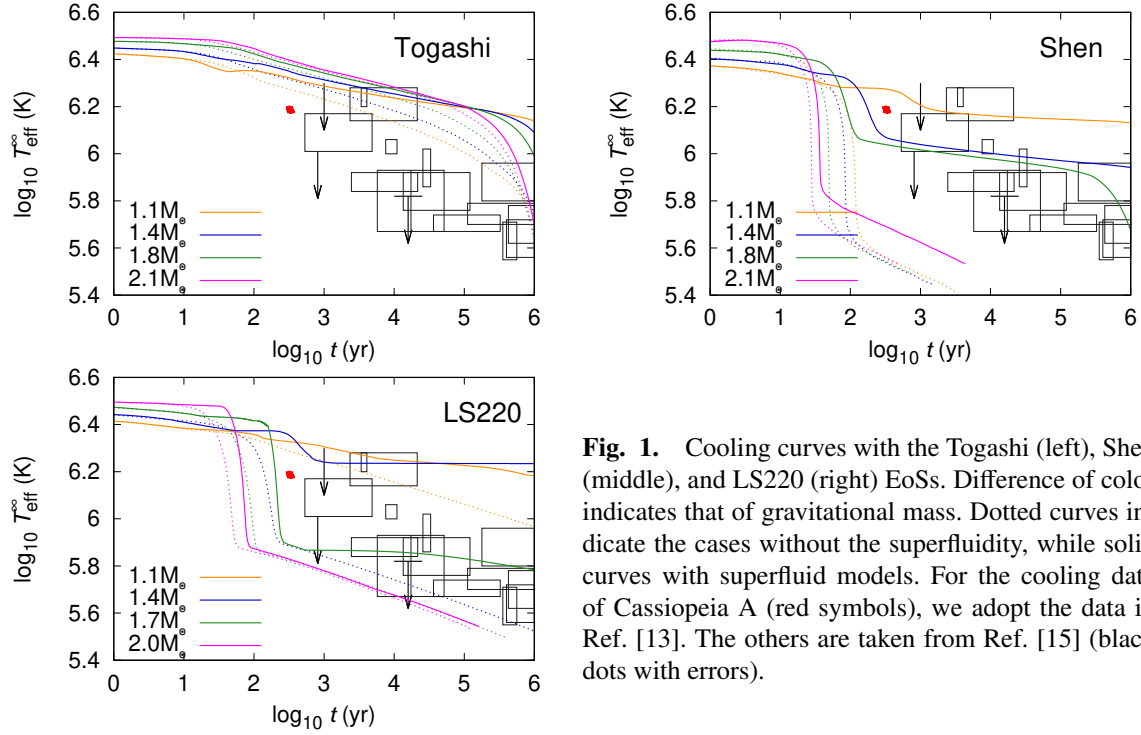 6.6
6.4
6.2
6
5.8
5.6
5.4
log10 T∞eff (K)
Togashi
1.1M⊙
1.4M⊙
1.8M⊙
2.1M⊙
0 1 2 3 4 5 6
log10 t (yr)
6.6
6.4
6.2
6
5.8
5.6
5.4
log10 T∞eff (K)
Shen
1.1M⊙
1.4M⊙
1.8M⊙
2.1M⊙
0 1 2 3 4 5 6
log10 t (yr)
6.6
6.4
6.2
6
5.8
5.6
5.4
log10 T∞eff (K)
LS220
1.1M⊙
1.4M⊙
1.7M⊙
2.0M⊙
0 1 2 3 4 5 6
log10 t (yr)
Fig. 1. Cooling curves with the Togashi (left), She
(middle), and LS220 (right) EoSs. Difference of colo
indicates that of gravitational mass. Dotted curves in
dicate the cases without the superfluidity, while soli
curves with superfluid models. For the cooling dat
of Cassiopeia A (red symbols), we adopt the data i
Ref. [13]. The others are taken from Ref. [15] (blac
dots with errors).